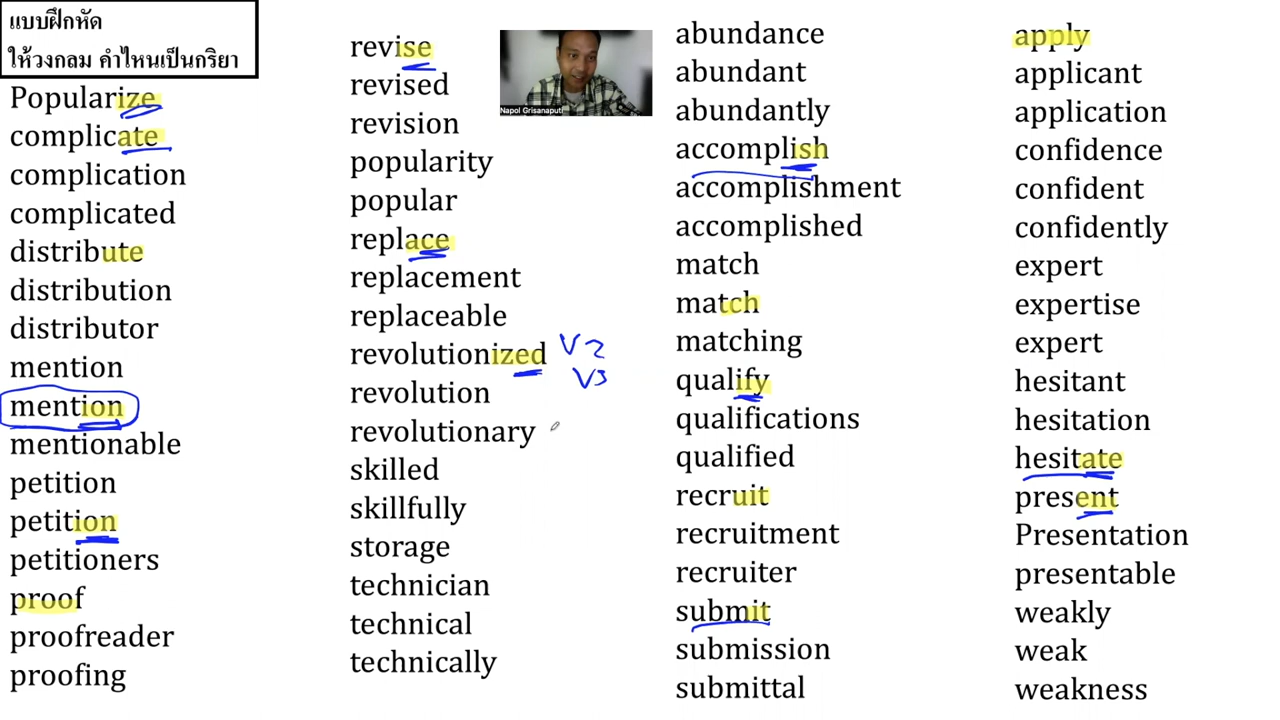 แบบฝึกหัด
ให้วงกลม คำไหนเป็นกริยา
Popularize
complicate
complication
complicated
distribute
distribution
distributor
mention
mention
mentionable
petition
petition
petitioners
proof
proofreader
proofing
revise
revised
revision
popularity
popular
replace
replacement
replaceable
revolutionized V2
V3
revolution
revolutionary
skilled
skillfully
storage
technician
technical
technically
Napol Grisanaputi
abundance
abundant
abundantly
accomplish
accomplishment
accomplished
match
match
matching
qualify
qualifications
qualified
recruit
recruitment
recruiter
submit
submission
submittal
apply
applicant
application
confidence
confident
confidently
expert
expertise
expert
hesitant
hesitation
hesitate
present
Presentation
presentable
weakly
weak
weakness